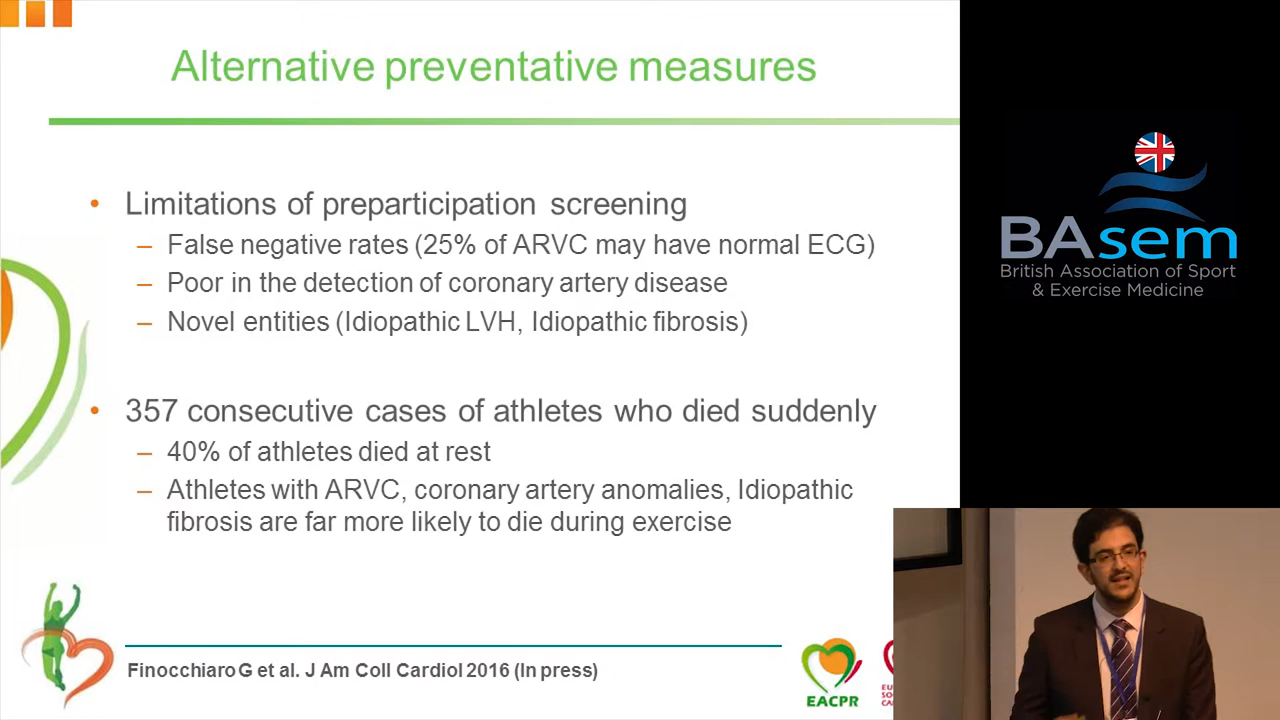 Alternative preventative measures
• Limitations of preparticipation screening
– False negative rates (25% of ARVC may have normal ECG)
– Poor in the detection of coronary artery disease
– Novel entities (Idiopathic LVH, Idiopathic fibrosis)
• 357 consecutive cases of athletes who died suddenly
– 40% of athletes died at rest
– Athletes with ARVC, coronary artery anomalies, Idiopathic
fibrosis are far more likely to die during exercise
Finocchiaro G et al. J Am Coll Cardiol 2016 (In press)
EACPR
BAsem
British Association of Sport
& Exercise Medicine